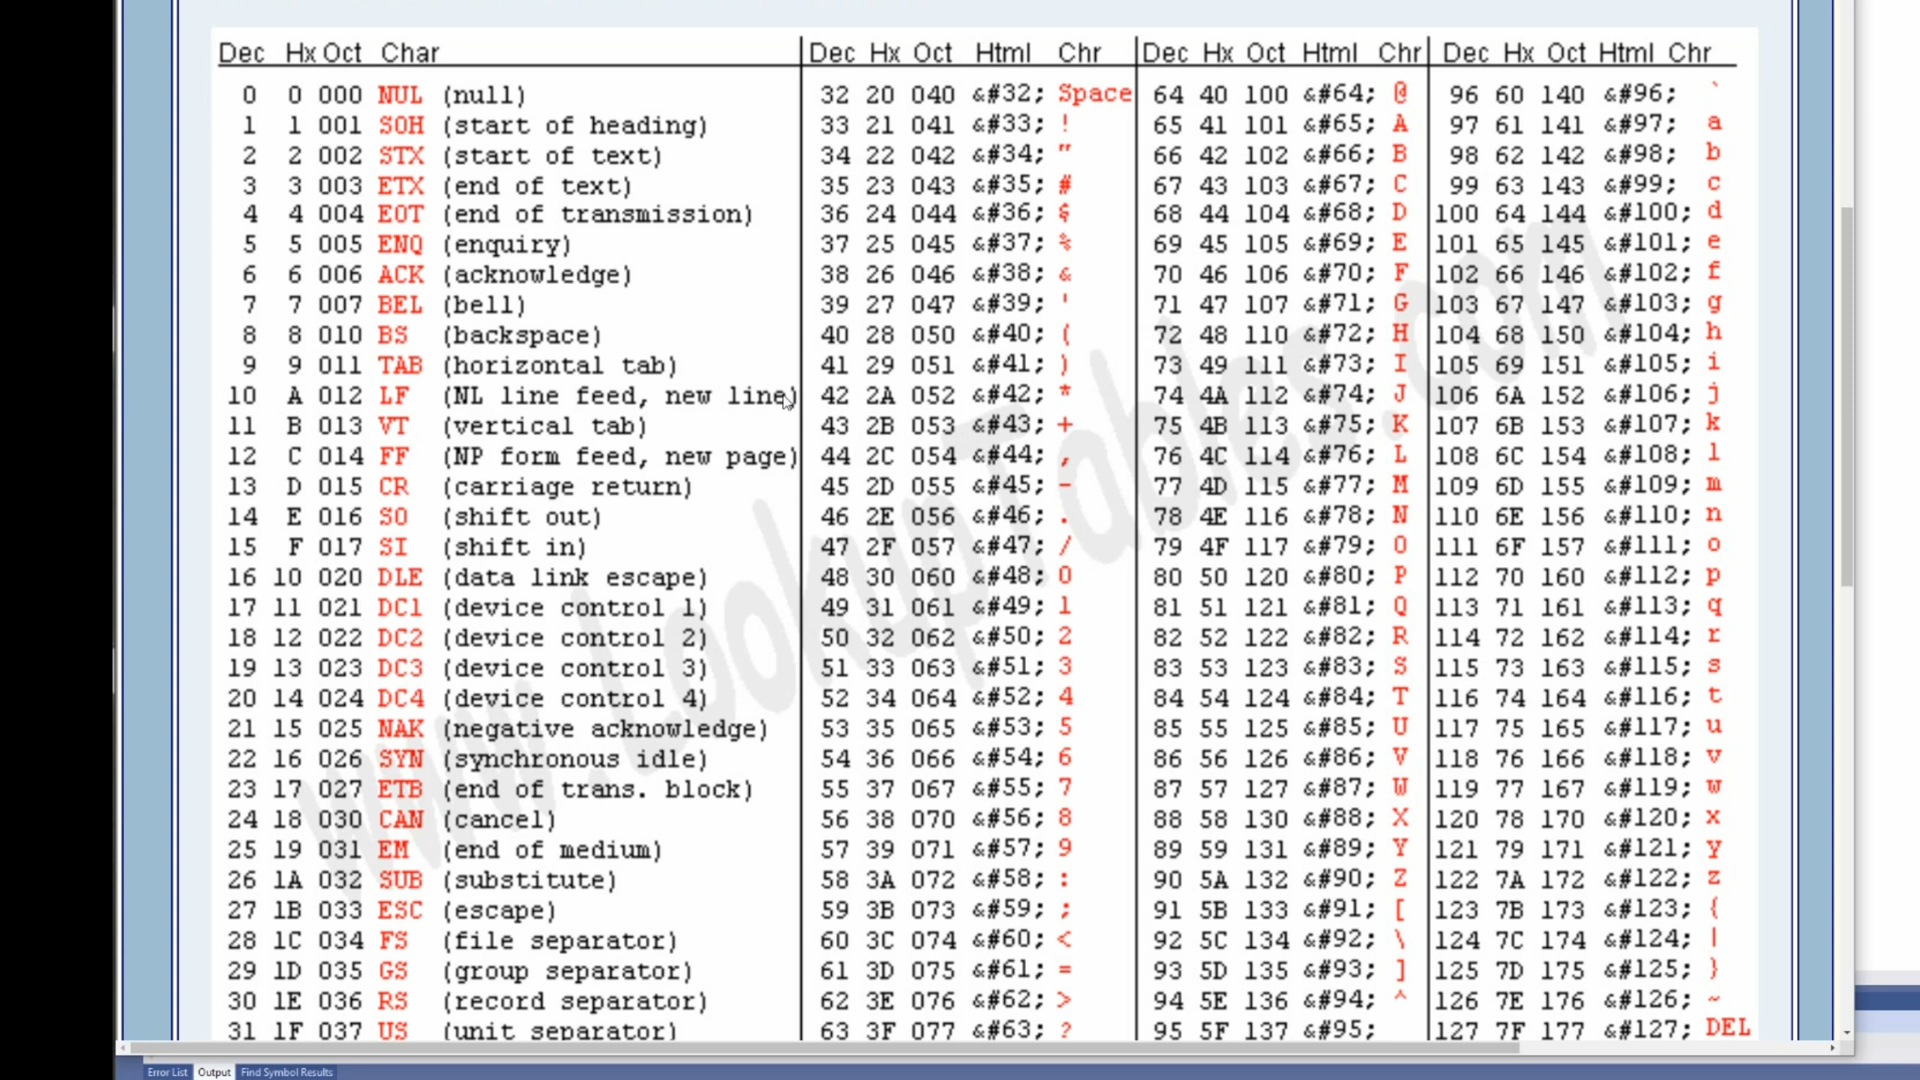 Dec Hx Oct Char Dec Hx Oct Html Chr Dec Hx Oct Html Chr Dec Hx Oct Html Chr
0 0 000 NUL (null) 32 20 040 &#32; Space 64 40 100 &#64; @ 96 60 140 &#96; `
1 1 001 SOH (start of heading) 33 21 041 &#33; ! 65 41 101 &#65; A 97 61 141 &#97; a
2 2 002 STX (start of text) 34 22 042 &#34; " 66 42 102 &#66; B 98 62 142 &#98; b
3 3 003 ETX (end of text) 35 23 043 &#35; # 67 43 103 &#67; C 99 63 143 &#99; c
4 4 004 EOT (end of transmission) 36 24 044 &#36; $ 68 44 104 &#68; D 100 64 144 &#100; d
5 5 005 ENQ (enquiry) 37 25 045 &#37; % 69 45 105 &#69; E 101 65 145 &#101; e
6 6 006 ACK (acknowledge) 38 26 046 &#38; & 70 46 106 &#70; F 102 66 146 &#102; f
7 7 007 BEL (bell) 39 27 047 &#39; ' 71 47 107 &#71; G 103 67 147 &#103; g
8 8 010 BS (backspace) 40 28 050 &#40; ( 72 48 110 &#72; H 104 68 150 &#104; h
9 9 011 TAB (horizontal tab) 41 29 051 &#41; ) 73 49 111 &#73; I 105 69 151 &#105; i
10 A 012 LF (NL line feed, new line) 42 2A 052 &#42; * 74 4A 112 &#74; J 106 6A 152 &#106; j
11 B 013 VT (vertical tab) 43 2B 053 &#43; + 75 4B 113 &#75; K 107 6B 153 &#107; k
12 C 014 FF (NP form feed, new page) 44 2C 054 &#44; , 76 4C 114 &#76; L 108 6C 154 &#108; l
13 D 015 CR (carriage return) 45 2D 055 &#45; - 77 4D 115 &#77; M 109 6D 155 &#109; m
14 E 016 SO (shift out) 46 2E 056 &#46; . 78 4E 116 &#78; N 110 6E 156 &#110; n
15 F 017 SI (shift in) 47 2F 057 &#47; / 79 4F 117 &#79; O 111 6F 157 &#111; o
16 10 020 DLE (data link escape) 48 30 060 &#48; 0 80 50 120 &#80; P 112 70 160 &#112; p
17 11 021 DC1 (device control 1) 49 31 061 &#49; 1 81 51 121 &#81; Q 113 71 161 &#113; q
18 12 022 DC2 (device control 2) 50 32 062 &#50; 2 82 52 122 &#82; R 114 72 162 &#114; r
19 13 023 DC3 (device control 3) 51 33 063 &#51; 3 83 53 123 &#83; S 115 73 163 &#115; s
20 14 024 DC4 (device control 4) 52 34 064 &#52; 4 84 54 124 &#84; T 116 74 164 &#116; t
21 15 025 NAK (negative acknowledge) 53 35 065 &#53; 5 85 55 125 &#85; U 117 75 165 &#117; u
22 16 026 SYN (synchronous idle) 54 36 066 &#54; 6 86 56 126 &#86; V 118 76 166 &#118; v
23 17 027 ETB (end of trans. block) 55 37 067 &#55; 7 87 57 127 &#87; W 119 77 167 &#119; w
24 18 030 CAN (cancel) 56 38 070 &#56; 8 88 58 130 &#88; X 120 78 170 &#120; x
25 19 031 EM (end of medium) 57 39 071 &#57; 9 89 59 131 &#89; Y 121 79 171 &#121; y
26 1A 032 SUB (substitute) 58 3A 072 &#58; : 90 5A 132 &#90; Z 122 7A 172 &#122; z
27 1B 033 ESC (escape) 59 3B 073 &#59; ; 91 5B 133 &#91; [ 123 7B 173 &#123; {
28 1C 034 FS (file separator) 60 3C 074 &#60; < 92 5C 134 &#92; \ 124 7C 174 &#124; |
29 1D 035 GS (group separator) 61 3D 075 &#61; = 93 5D 135 &#93; ] 125 7D 175 &#125; }
30 1E 036 RS (record separator) 62 3E 076 &#62; > 94 5E 136 &#94; ^ 126 7E 176 &#126; ~
31 1F 037 US (unit separator) 63 3F 077 &#63; ? 95 5F 137 &#95; 127 7F 177 &#127; DEL
www.LookupTables.com
Error List Output Find Symbol Results